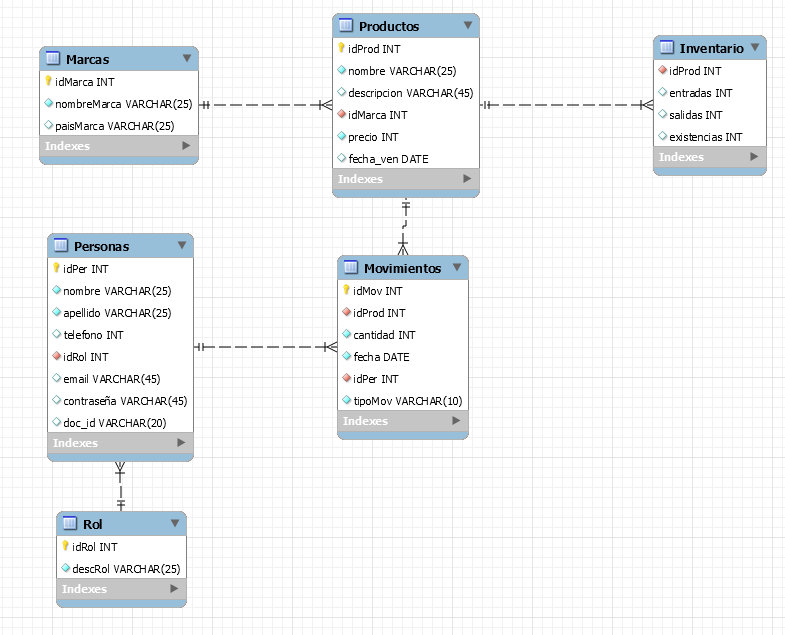 Marcas
idMarca INT
nombreMarca VARCHAR(25)
paisMarca VARCHAR(25)
Indexes
Productos
idProd INT
nombre VARCHAR(25)
descripcion VARCHAR(45)
idMarca INT
precio INT
fecha_ven DATE
Indexes
Inventario
idProd INT
entradas INT
salidas INT
existencias INT
Indexes
Personas
idPer INT
nombre VARCHAR(25)
apellido VARCHAR(25)
telefono INT
idRol INT
email VARCHAR(45)
contraseña VARCHAR(45)
doc_id VARCHAR(20)
Indexes
Movimientos
idMov INT
idProd INT
cantidad INT
fecha DATE
idPer INT
tipoMov VARCHAR(10)
Indexes
Rol
idRol INT
descRol VARCHAR(25)
Indexes